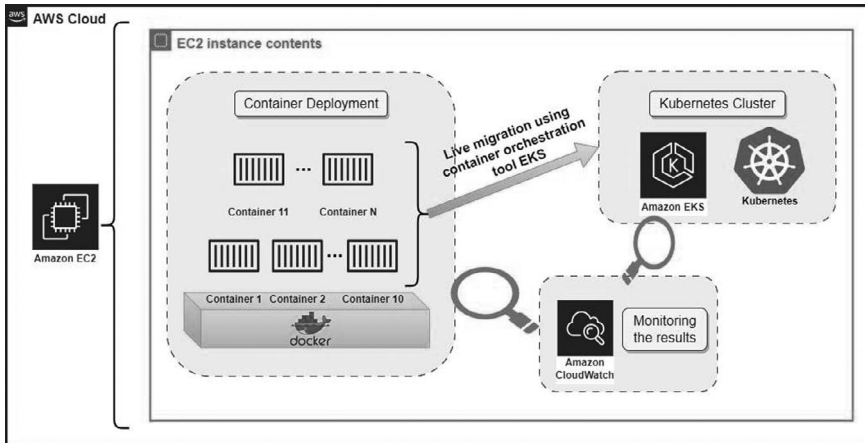 aws
AWS Cloud
EC2 instance contents
Container Deployment
Kubernetes Cluster
Live migration using
container orchestration
tool EKS
Container 11
Container N
Amazon EKS
Kubernetes
Amazon EC2
Container 1 Container 2 Container 10
docker
Amazon
CloudWatch
Monitoring
the results